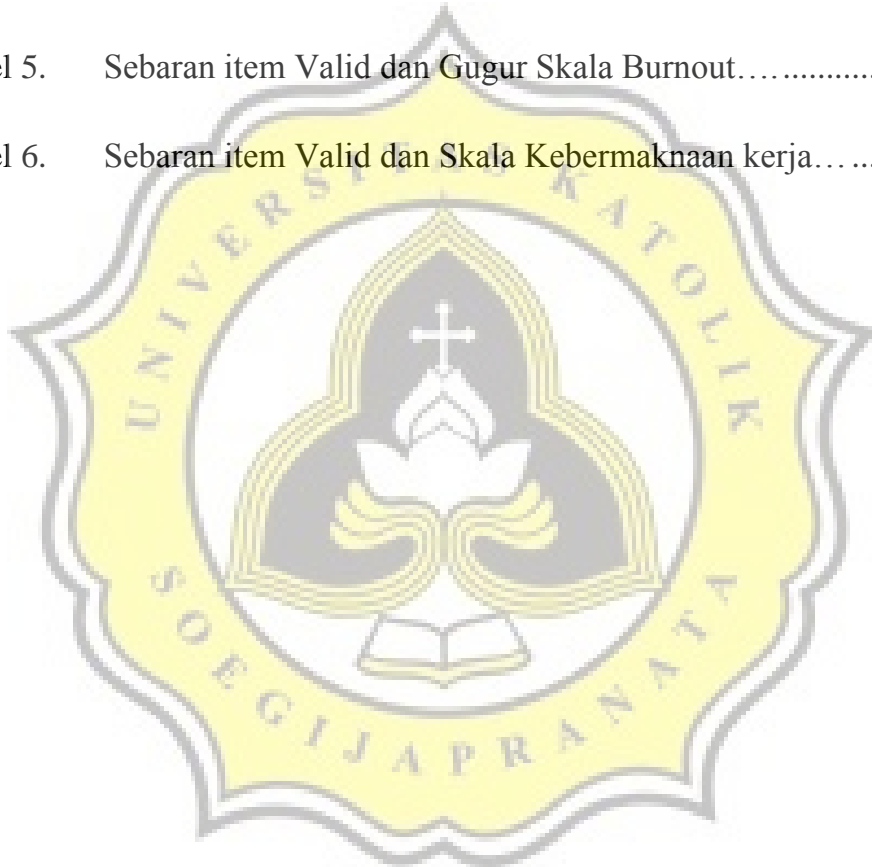 el 5. Sebaran item Valid dan Gugur Skala Burnout…...........
el 6. Sebaran item Valid dan Skala Kebermaknaan kerja…...
UNIVERSITAS KATOLIK
SOEGIJAPRANATA